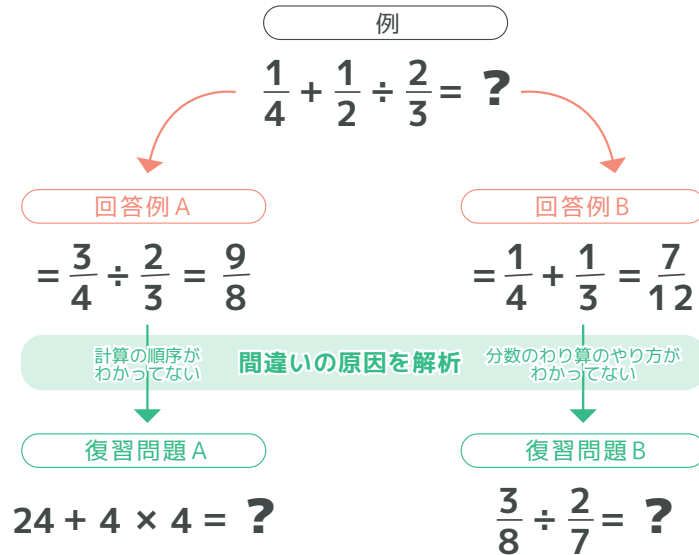 例
1/4 + 1/2 ÷ 2/3 = ?
回答例A
= 3/4 ÷ 2/3 = 9/8
回答例B
= 1/4 + 1/3 = 7/12
計算の順序が
わかってない
間違いの原因を解析
分数のわり算のやり方が
わかってない
復習問題A
24 + 4 × 4 = ?
復習問題B
3/8 ÷ 2/7 = ?